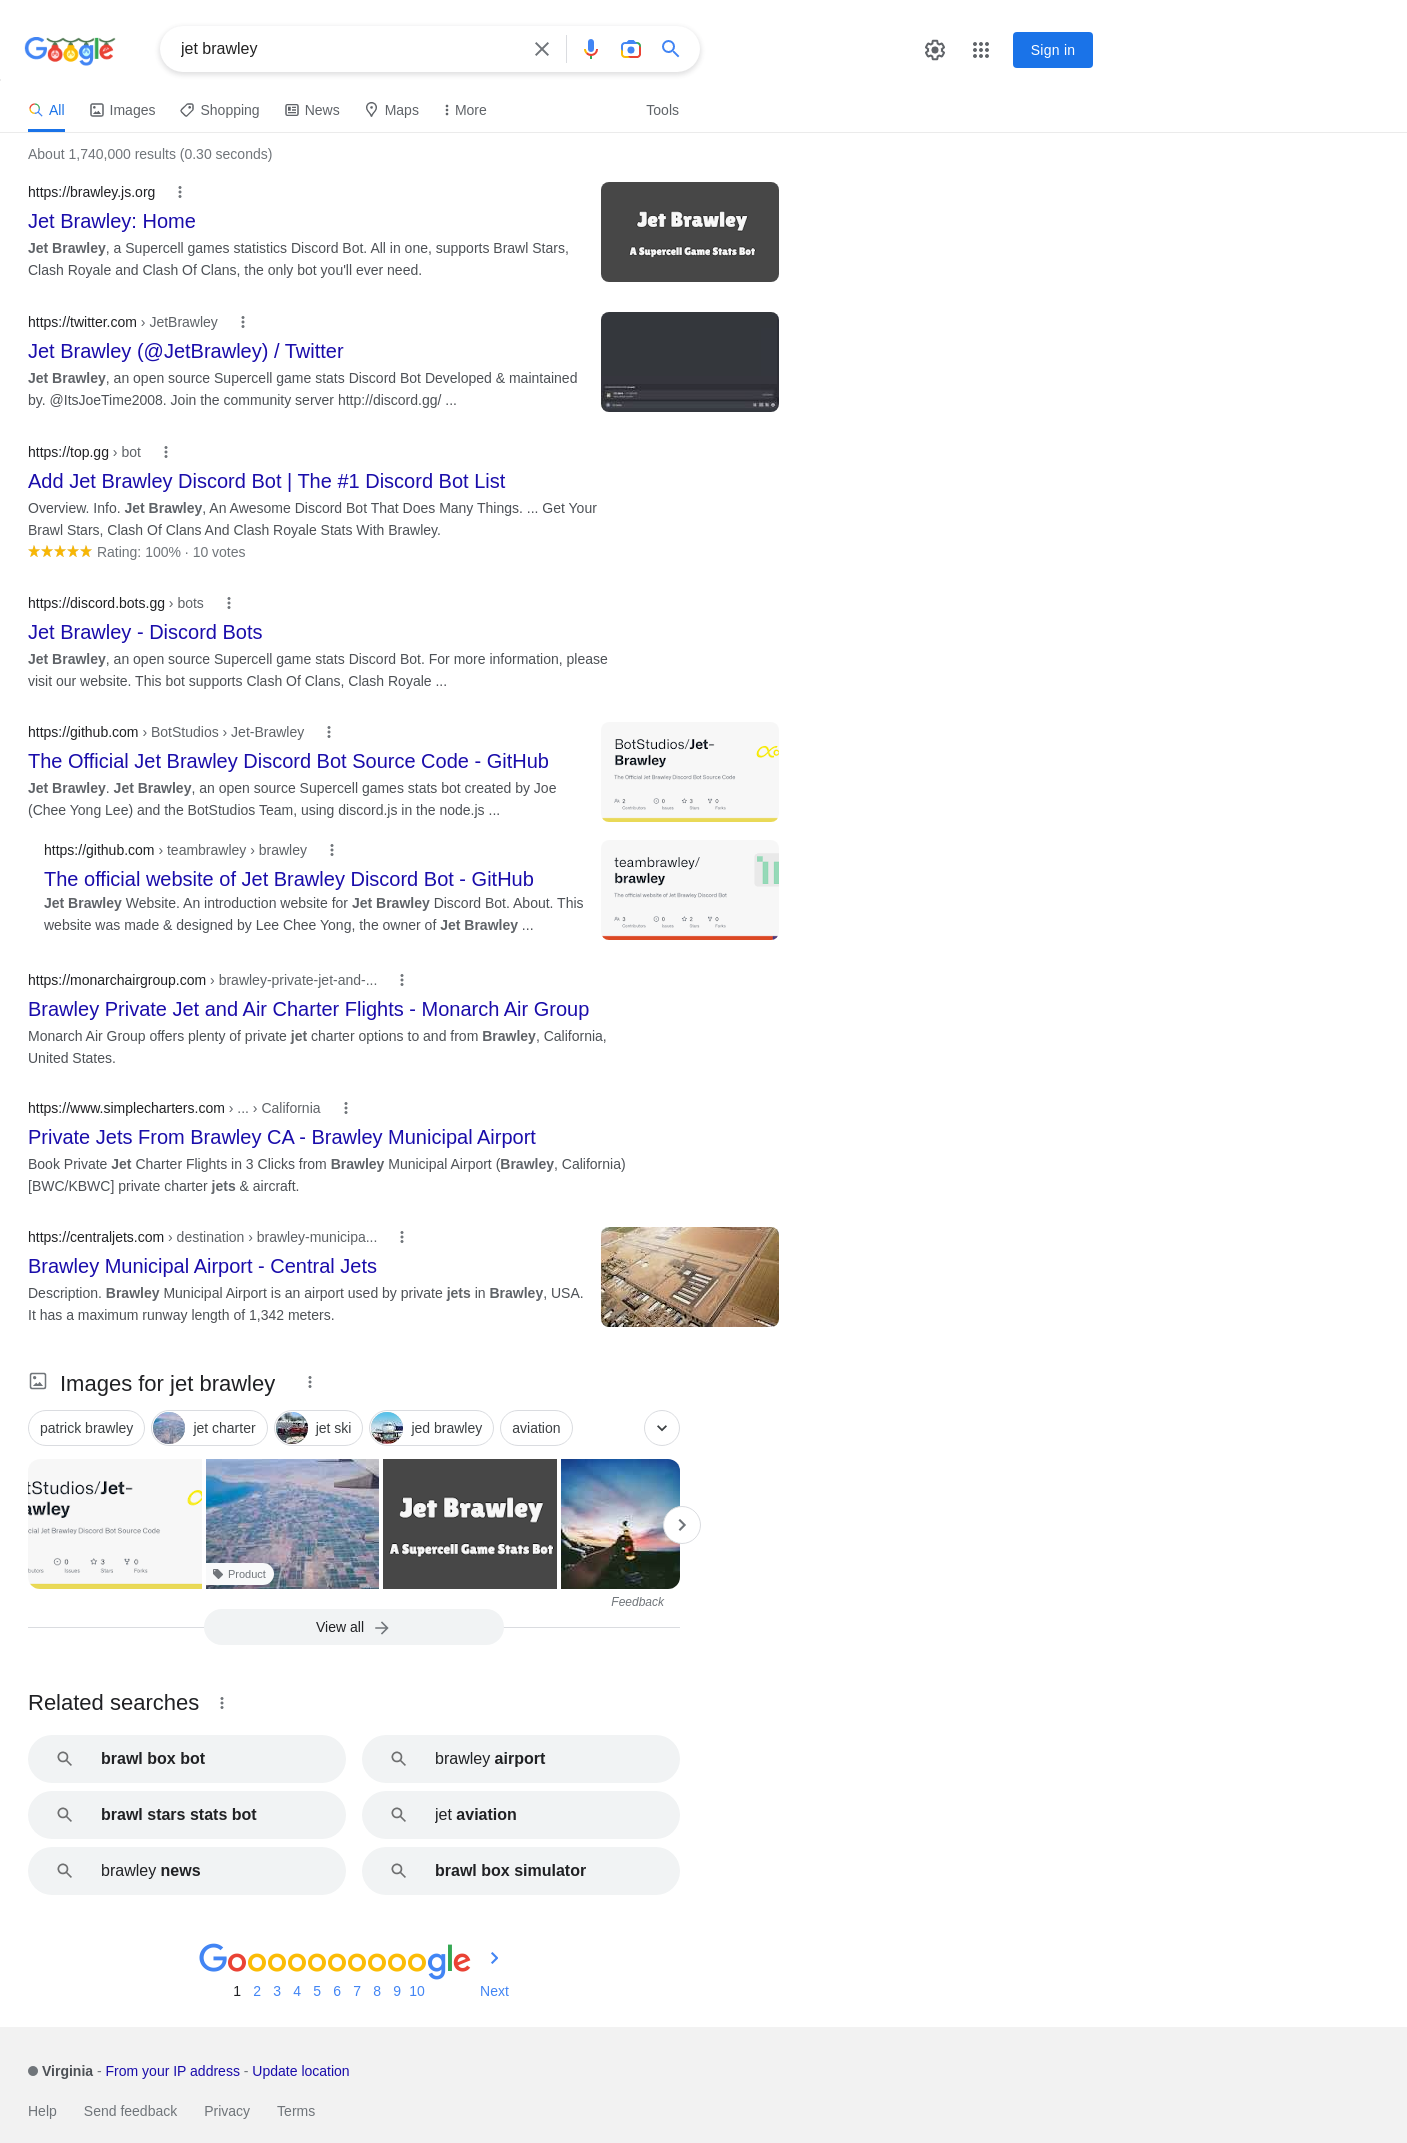 Google
jet brawley
Sign in
All
Images
Shopping
News
Maps
More
Tools
About 1,740,000 results (0.30 seconds)
https://brawley.js.org
Jet Brawley: Home
Jet Brawley, a Supercell games statistics Discord Bot. All in one, supports Brawl Stars,
Clash Royale and Clash Of Clans, the only bot you'll ever need.
Jet Brawley
A Supercell Game Stats Bot
https://twitter.com › JetBrawley
Jet Brawley (@JetBrawley) / Twitter
Jet Brawley, an open source Supercell game stats Discord Bot Developed & maintained
by. @ItsJoeTime2008. Join the community server http://discord.gg/ ...
https://top.gg › bot
Add Jet Brawley Discord Bot | The #1 Discord Bot List
Overview. Info. Jet Brawley, An Awesome Discord Bot That Does Many Things. ... Get Your
Brawl Stars, Clash Of Clans And Clash Royale Stats With Brawley.
Rating: 100% · 10 votes
https://discord.bots.gg › bots
Jet Brawley - Discord Bots
Jet Brawley, an open source Supercell game stats Discord Bot. For more information, please
visit our website. This bot supports Clash Of Clans, Clash Royale ...
https://github.com › BotStudios › Jet-Brawley
The Official Jet Brawley Discord Bot Source Code - GitHub
Jet Brawley. Jet Brawley, an open source Supercell games stats bot created by Joe
(Chee Yong Lee) and the BotStudios Team, using discord.js in the node.js ...
BotStudios/Jet-
Brawley
The Official Jet Brawley Discord Bot Source Code
2 0 3 0
Contributors Issues Stars Forks
https://github.com › teambrawley › brawley
The official website of Jet Brawley Discord Bot - GitHub
Jet Brawley Website. An introduction website for Jet Brawley Discord Bot. About. This
website was made & designed by Lee Chee Yong, the owner of Jet Brawley ...
teambrawley/
brawley
The official website of Jet Brawley Discord Bot
3 0 2 0
Contributors Issues Stars Forks
https://monarchairgroup.com › brawley-private-jet-and-...
Brawley Private Jet and Air Charter Flights - Monarch Air Group
Monarch Air Group offers plenty of private jet charter options to and from Brawley, California,
United States.
https://www.simplecharters.com › ... › California
Private Jets From Brawley CA - Brawley Municipal Airport
Book Private Jet Charter Flights in 3 Clicks from Brawley Municipal Airport (Brawley, California)
[BWC/KBWC] private charter jets & aircraft.
https://centraljets.com › destination › brawley-municipa...
Brawley Municipal Airport - Central Jets
Description. Brawley Municipal Airport is an airport used by private jets in Brawley, USA.
It has a maximum runway length of 1,342 meters.
Images for jet brawley
patrick brawley
jet charter
jet ski
jed brawley
aviation
tStudios/Jet-
awley
cial Jet Brawley Discord Bot Source Code
0 3 0
butors Issues Stars Forks
Product
Jet Brawley
A Supercell Game Stats Bot
Feedback
View all
Related searches
brawl box bot
brawley airport
brawl stars stats bot
jet aviation
brawley news
brawl box simulator
Goooooooooogle
1 2 3 4 5 6 7 8 9 10 Next
Virginia - From your IP address - Update location
Help Send feedback Privacy Terms